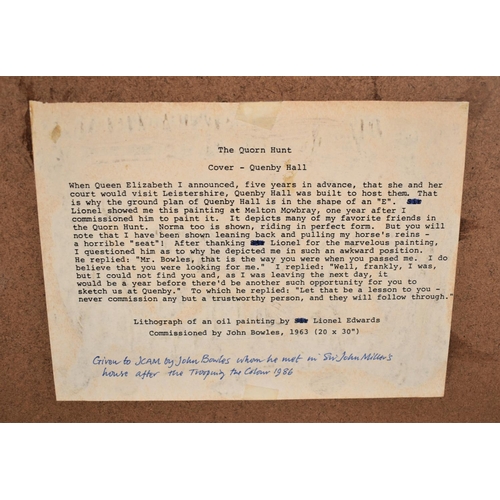 The Quorn Hunt
Cover - Quenby Hall
When Queen Elizabeth I announced, five years in advance, that she and her
court would visit Leistershire, Quenby Hall was built to host them. That
is why the ground plan of Quenby Hall is in the shape of an "E".
Lionel showed me this painting at Melton Mowbray, one year after I
commissioned him to paint it. It depicts many of my favorite friends in
the Quorn Hunt. Norma too is shown, riding in perfect form. But you will
note that I have been shown leaning back and pulling my horse's reins -
a horrible "seat"! After thanking Lionel for the marvelous painting,
I questioned him as to why he depicted me in such an awkward position.
He replied: "Mr. Bowles, that is the way you were when you passed me. I do
believe that you were looking for me." I replied: "Well, frankly, I was,
but I could not find you and, as I was leaving the next day, it
would be a year before there'd be another such opportunity for you to
sketch us at Quenby." To which he replied: "Let that be a lesson to you -
never commission any but a trustworthy person, and they will follow through."
Lithograph of an oil painting by Lionel Edwards
Commissioned by John Bowles, 1963 (20 x 30")
Given to JCAM by John Bowles whom he met in Sir John Miller's
house after the Trooping the Colour 1986